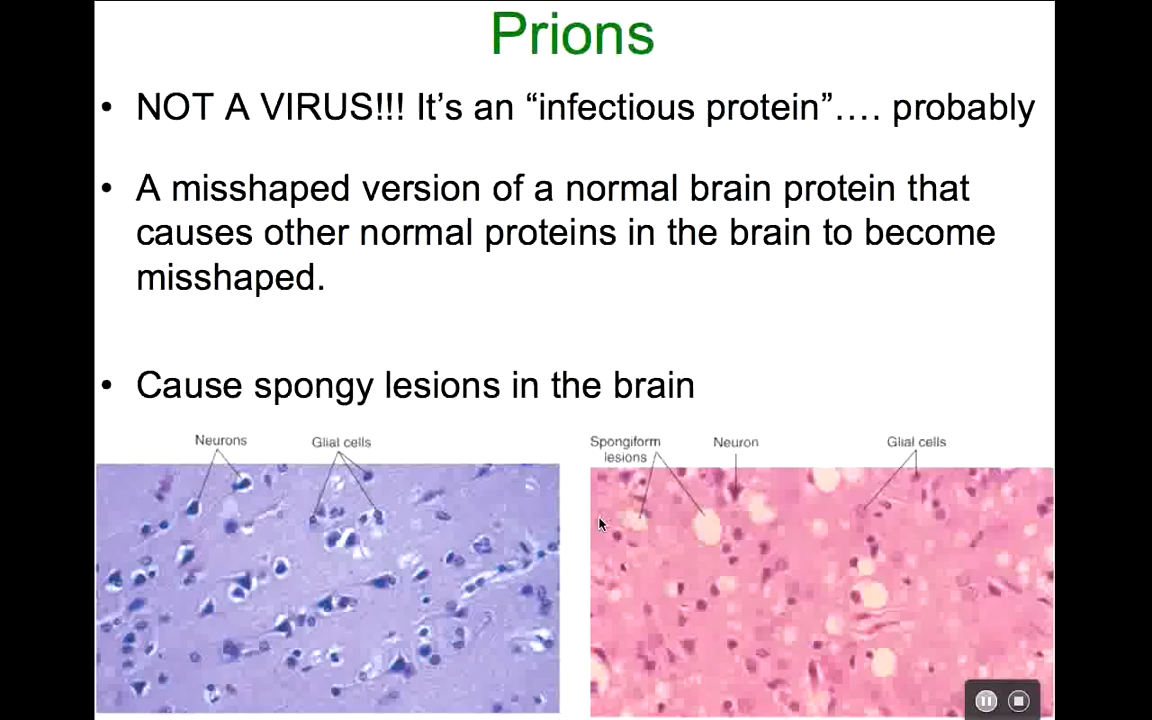 Prions
• NOT A VIRUS!!! It’s an “infectious protein”…. probably
• A misshaped version of a normal brain protein that
causes other normal proteins in the brain to become
misshaped.
• Cause spongy lesions in the brain
Neurons
Glial cells
Spongiform
lesions
Neuron
Glial cells